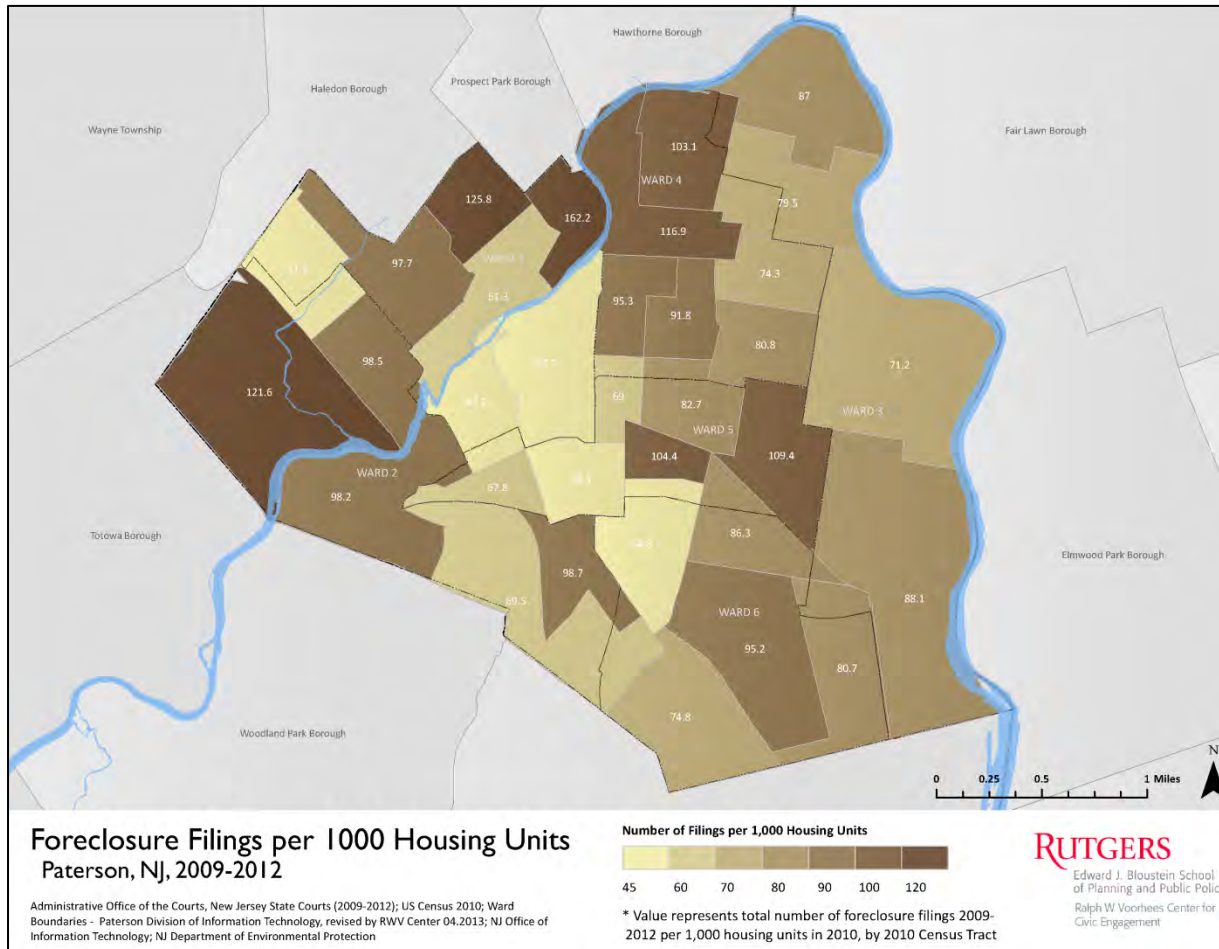 Hawthorne Borough
Prospect Park Borough
Haledon Borough
Wayne Township
Fair Lawn Borough
87
103.1
WARD 4
79.5
125.8
162.2
116.9
97.7
74.3
95.3
91.8
80.8
98.5
71.2
121.6
69
82.7
WARD 3
WARD 5
104.4
109.4
WARD 2
98.2
67.8
86.3
Totowa Borough
Elmwood Park Borough
98.7
69.5
88.1
WARD 6
95.2
80.7
74.8
Woodland Park Borough
N
0 0.25 0.5 1 Miles
Foreclosure Filings per 1000 Housing Units
Paterson, NJ, 2009-2012
Administrative Office of the Courts, New Jersey State Courts (2009-2012); US Census 2010; Ward
Boundaries - Paterson Division of Information Technology, revised by RWV Center 04.2013; NJ Office of
Information Technology; NJ Department of Environmental Protection
Number of Filings per 1,000 Housing Units
45 60 70 80 90 100 120
* Value represents total number of foreclosure filings 2009-
2012 per 1,000 housing units in 2010, by 2010 Census Tract
RUTGERS
Edward J. Bloustein School
of Planning and Public Polic
Ralph W Voorhees Center for
Civic Engagement